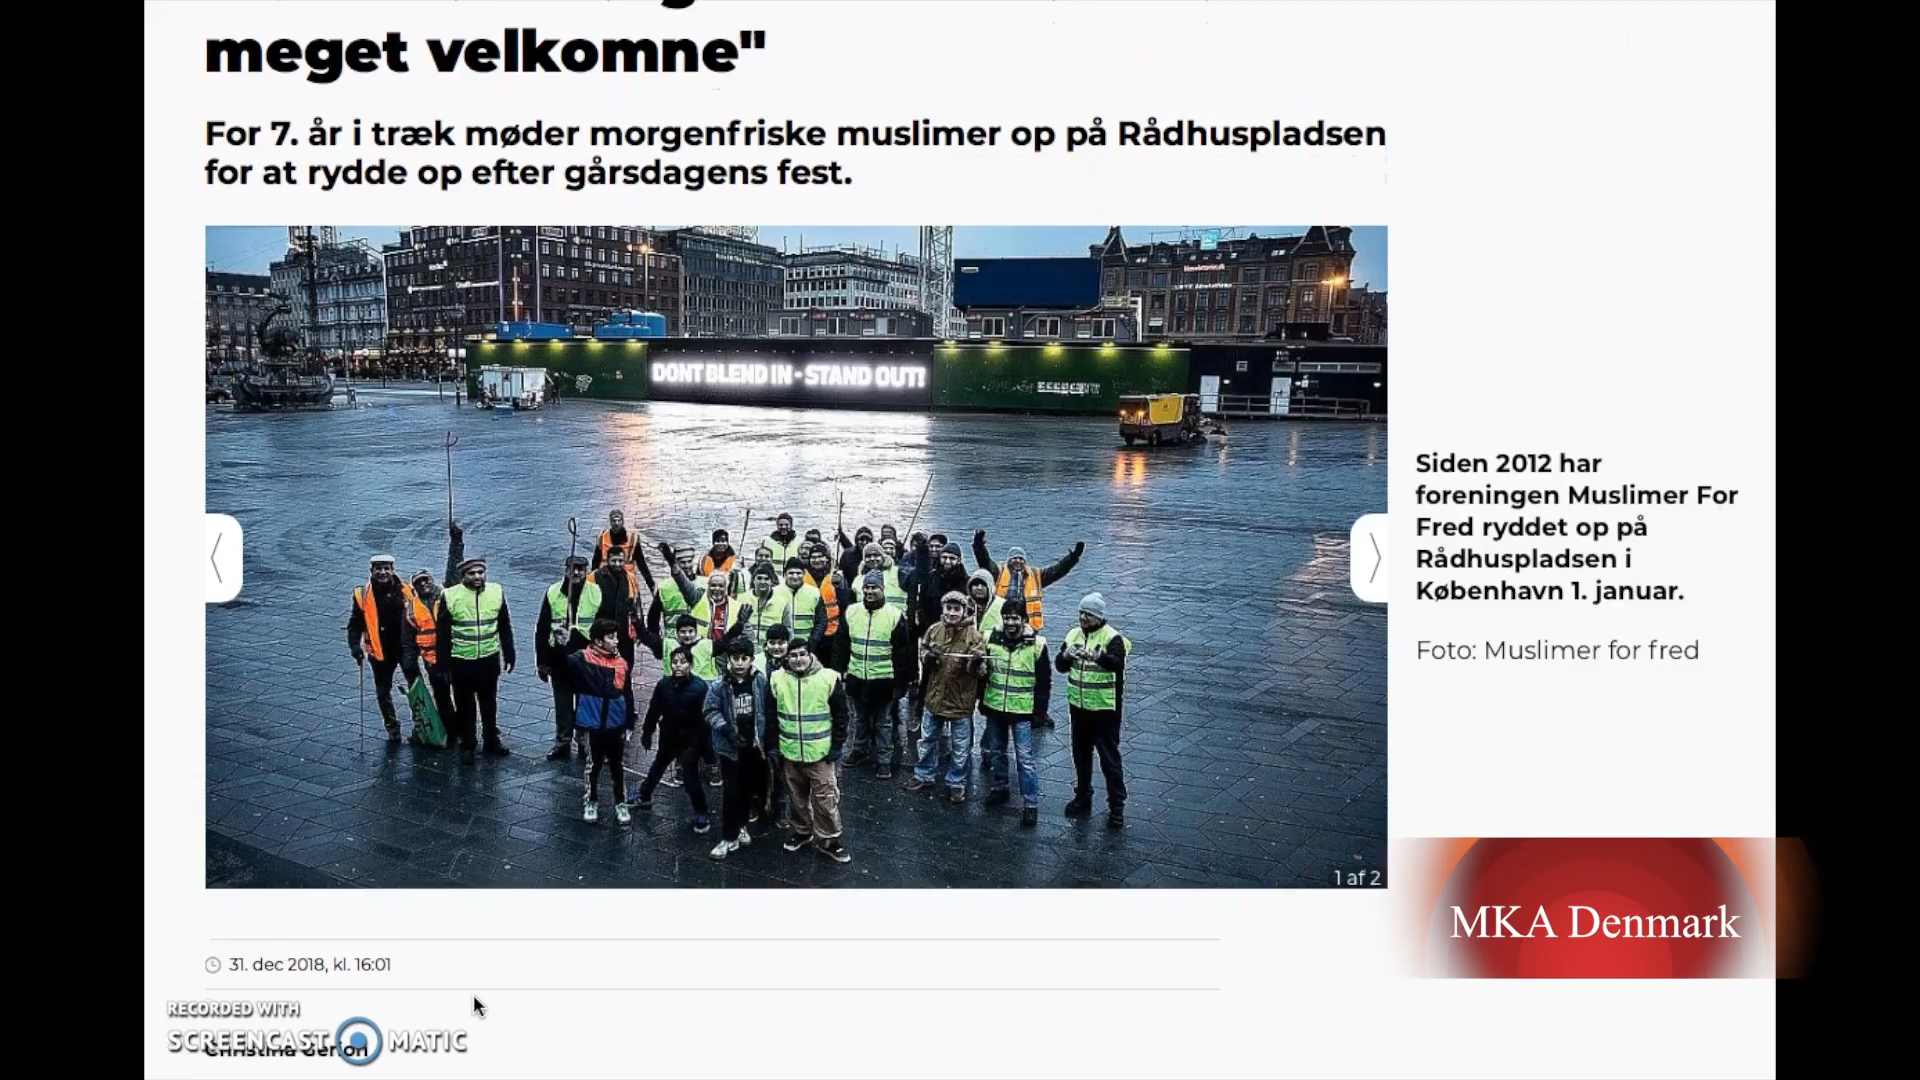 meget velkomne"
For 7. år i træk møder morgenfriske muslimer op på Rådhuspladsen
for at rydde op efter gårsdagens fest.
DONT BLEND IN - STAND OUT!
Siden 2012 har
foreningen Muslimer For
Fred ryddet op på
Rådhuspladsen i
København 1. januar.
Foto: Muslimer for fred
1 af 2
MKA Denmark
31. dec 2018, kl. 16:01
RECORDED WITH
SCREENCAST MATIC
Christina Gerion